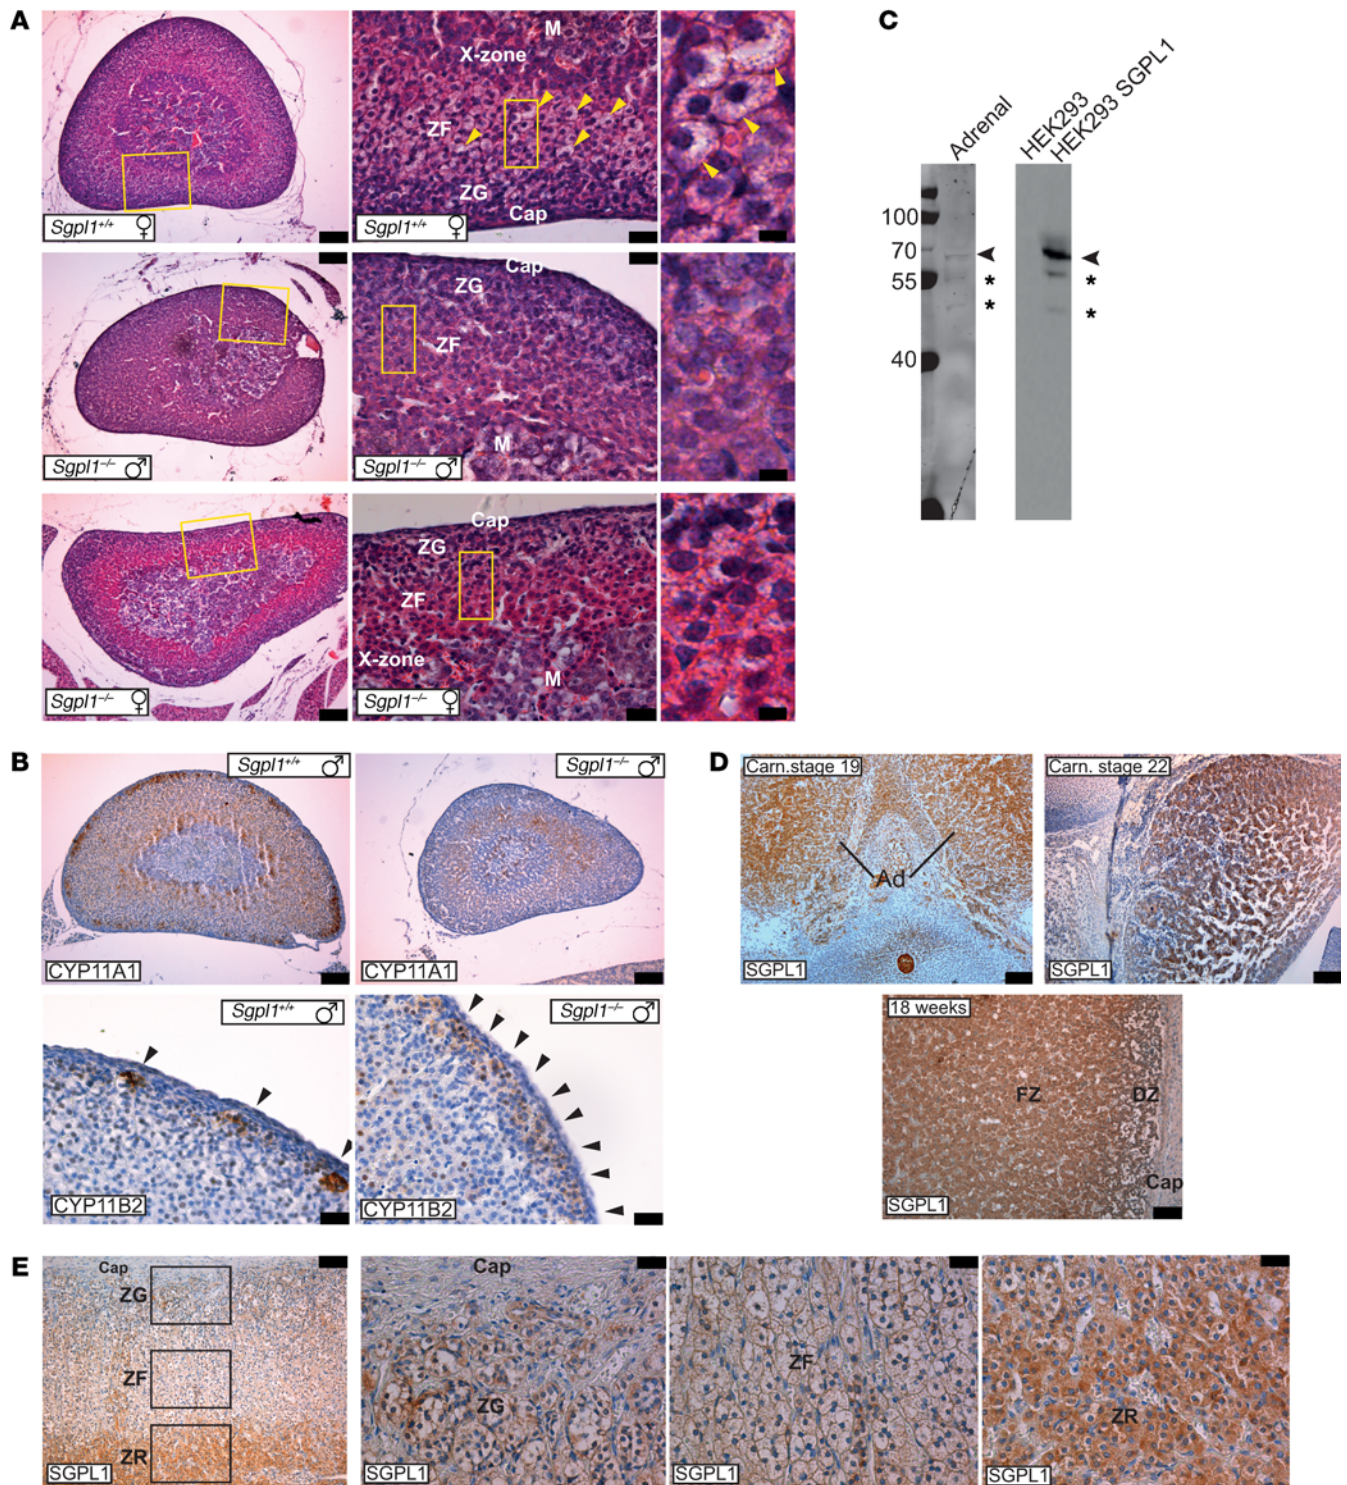 A
M
X-zone
ZF
ZG
Cap
Sgpl1+/+ ♀
Sgpl1+/+ ♀
Cap
ZG
ZF
M
Sgpl1−/− ♂
Sgpl1−/− ♂
Cap
ZG
ZF
X-zone
M
Sgpl1−/− ♀
Sgpl1−/− ♀
B
Sgpl1+/+ ♂
CYP11A1
Sgpl1−/− ♂
CYP11A1
Sgpl1+/+ ♂
CYP11B2
Sgpl1−/− ♂
CYP11B2
C
Adrenal
HEK293
HEK293 SGPL1
100
70
55
*
*
40
*
*
D
Carn.stage 19
Ad
SGPL1
Carn. stage 22
SGPL1
18 weeks
FZ
DZ
Cap
SGPL1
E
Cap
ZG
ZF
ZR
SGPL1
Cap
ZG
SGPL1
ZF
SGPL1
ZR
SGPL1